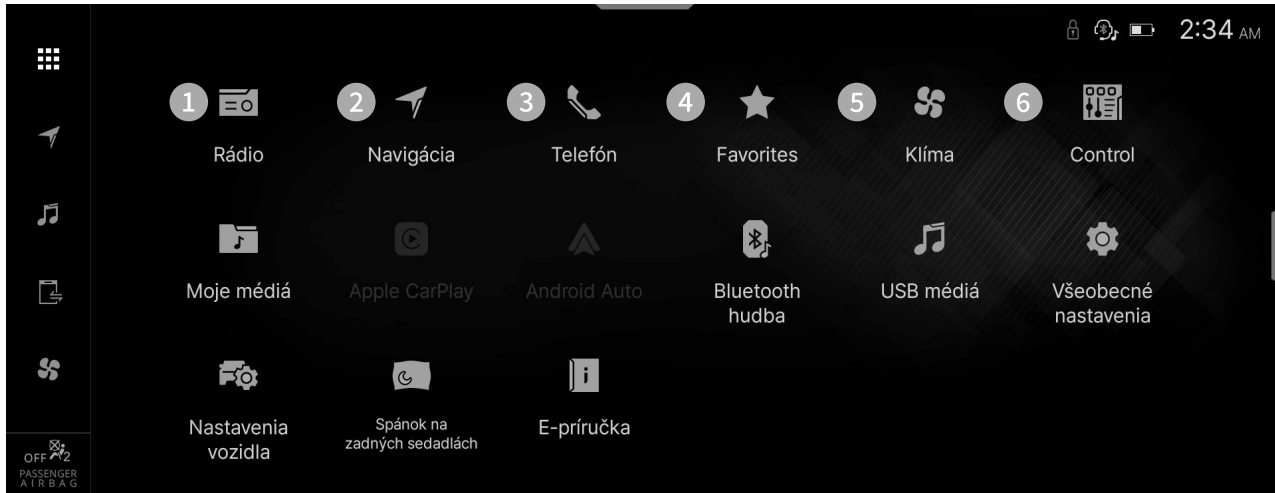 2:34 AM
1
2
3
4
5
6
Rádio
Navigácia
Telefón
Favorites
Klíma
Control
Moje médiá
Apple CarPlay
Android Auto
Bluetooth
hudba
USB médiá
Všeobecné
nastavenia
Nastavenia
vozidla
Spánok na
zadných sedadlách
E-príručka
OFF 2
PASSENGER
AIRBAG